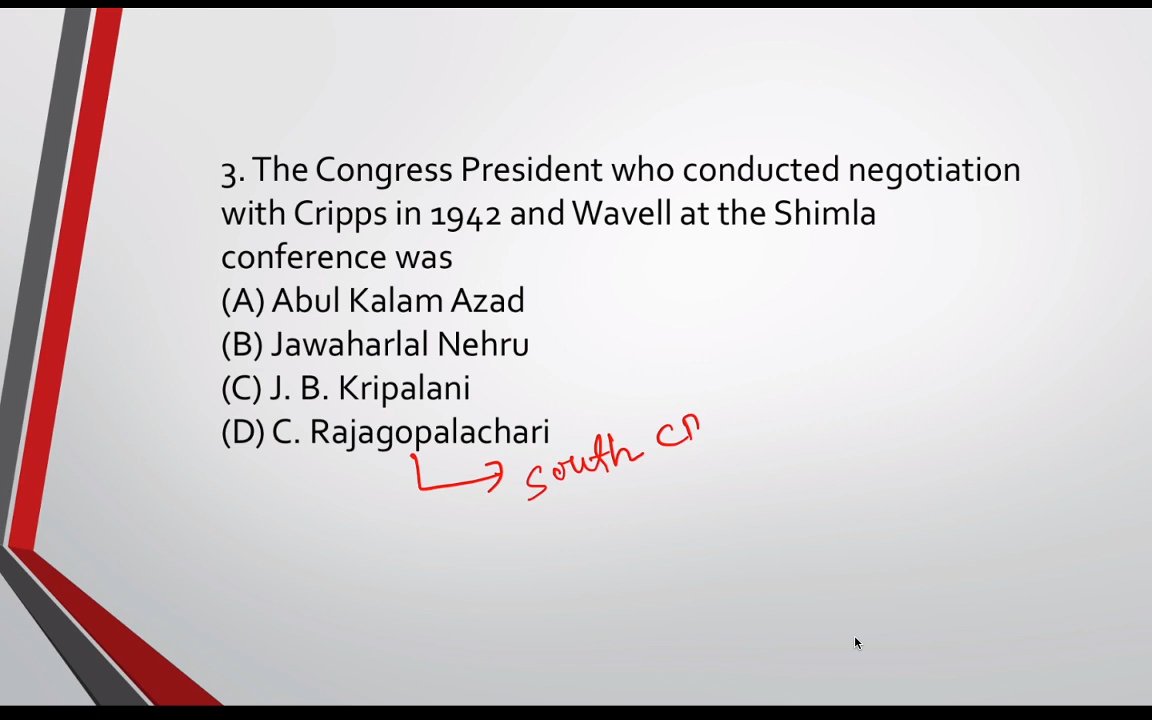 3. The Congress President who conducted negotiation
with Cripps in 1942 and Wavell at the Shimla
conference was
(A) Abul Kalam Azad
(B) Jawaharlal Nehru
(C) J. B. Kripalani
(D) C. Rajagopalachari
south